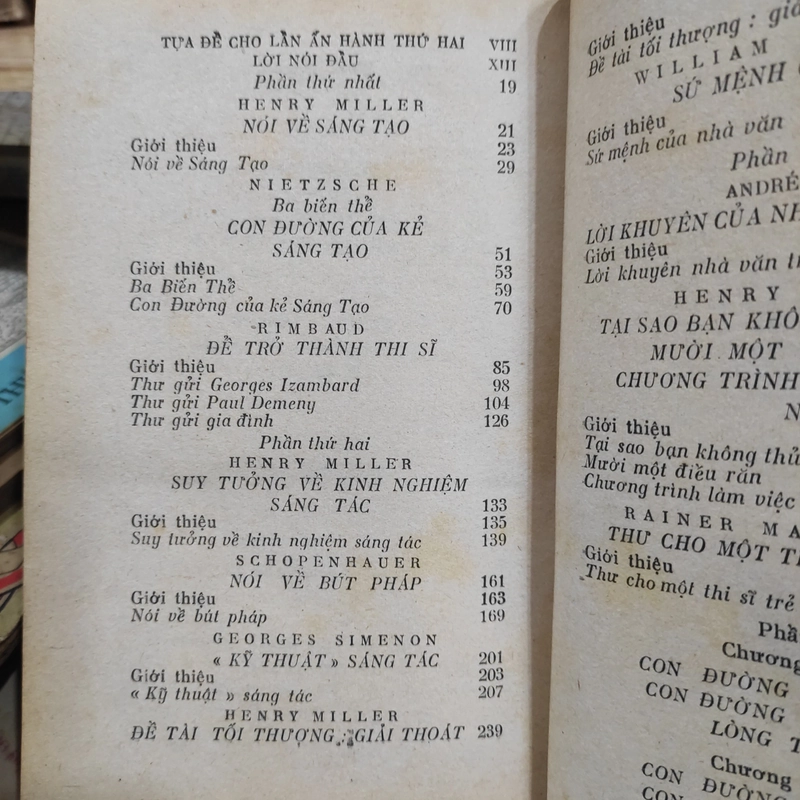 TỰA ĐỀ CHO LẦN ẤN HÀNH THỨ HAI VIII
LỜI NÓI ĐẦU XIII
Phần thứ nhất 19
HENRY MILLER
NÓI VỀ SÁNG TẠO 21
Giới thiệu 23
Nói về Sáng Tạo 29
NIETZSCHE
Ba biến thể
CON ĐƯỜNG CỦA KẺ
SÁNG TẠO 51
Giới thiệu 53
Ba Biến Thể 59
Con Đường của kẻ Sáng Tạo 70
RIMBAUD
ĐỂ TRỞ THÀNH THI SĨ
Giới thiệu 85
Thư gửi Georges Izambard 98
Thư gửi Paul Demeny 104
Thư gửi gia đình 126
Phần thứ hai
HENRY MILLER
SUY TƯỞNG VỀ KINH NGHIỆM
SÁNG TÁC 133
Giới thiệu 135
Suy tưởng về kinh nghiệm sáng tác 139
SCHOPENHAUER
NÓI VỀ BÚT PHÁP 161
Giới thiệu 163
Nói về bút pháp 169
GEORGES SIMENON
« KỸ THUẬT» SÁNG TÁC 201
Giới thiệu 203
« Kỹ thuật » sáng tác 207
HENRY MILLER
ĐỀ TÀI TỐI THƯỢNG : GIẢI THOÁT 239
Giới thiệu
Đề tài tối thượng :
WILLIAM
SỨ MỆNH
Giới thiệu
Sứ mệnh của nhà văn
Phần
ANDRÉ
LỜI KHUYÊN CỦA
Giới thiệu
Lời khuyên nhà văn
HENRY
TẠI SAO BẠN
MƯỜI MỘT
CHƯƠNG TRÌNH
Giới thiệu
Tại sao bạn không
Mười một điều răn
Chương trình làm việc
RAINER
THƯ CHO MỘT
Giới thiệu
Thư cho một thi sĩ trẻ
Chương
CON ĐƯỜNG
CON ĐƯỜNG
LÒNG
Chương
CON ĐƯỜNG
CON